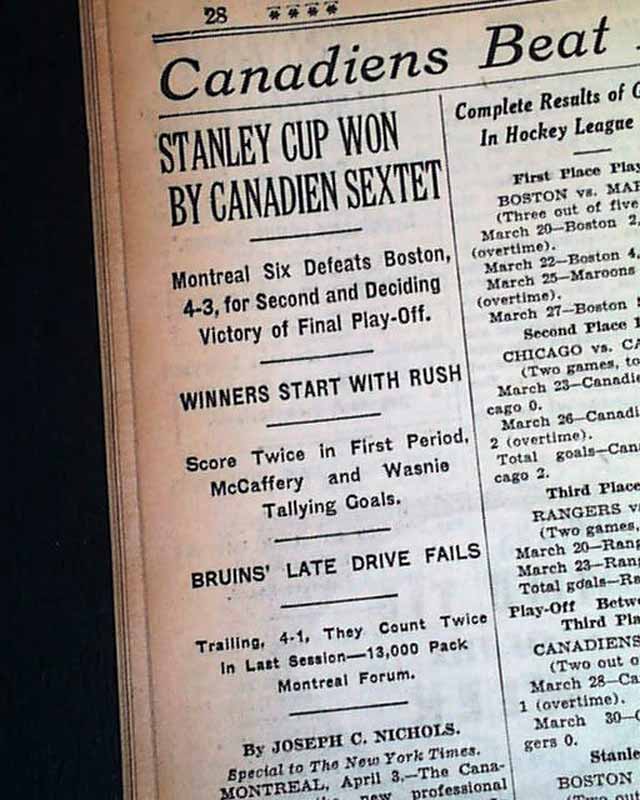 28 ****
Canadiens Beat
STANLEY CUP WON
BY CANADIEN SEXTET
Montreal Six Defeats Boston,
4-3, for Second and Deciding
Victory of Final Play-Off.
WINNERS START WITH RUSH
Score Twice in First Period,
McCaffery and Wasnie
Tallying Goals.
BRUINS' LATE DRIVE FAILS
Trailing, 4-1, They Count Twice
in Last Session—13,000 Pack
Montreal Forum.
By JOSEPH C. NICHOLS.
Special to The New York Times.
MONTREAL, April 3.—The Cana-
new professional
Complete Results of
In Hockey League
First Place Play
BOSTON vs. MAR
(Three out of five
March 20—Boston 2,
(overtime).
March 22—Boston 4,
March 25—Maroons
(overtime).
March 27—Boston
Second Place
CHICAGO vs. CA
(Two games, to
March 23—Canadie
cago 0.
March 26—Canadi
2 (overtime).
Total goals—Can
cago 2.
Third Place
RANGERS v
(Two games,
March 20—Rang
March 23—Rang
Total goals—Ra
Play-Off Betw
Third Pla
CANADIENS
(Two out o
March 28—Ca
1 (overtime).
March 30—C
gers 0.
Stanle
BOSTON